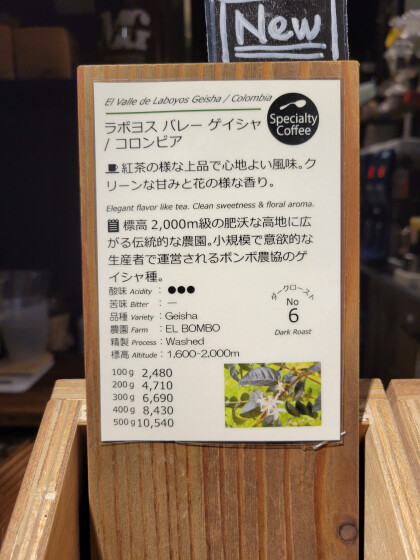 New
El Valle de Laboyos Geisha / Colombia
Specialty
Coffee
ラボヨス バレー ゲイシャ
/ コロンビア
紅茶の様な上品で心地よい風味。ク
リーンな甘みと花の様な香り。
Elegant flavor like tea. Clean sweetness & floral aroma.
標高 2,000m級の肥沃な高地に広
がる伝統的な農園。小規模で意欲的な
生産者で運営されるボンボ農協のゲ
イシャ種。
酸味 Acidity : ●●●
苦味 Bitter : —
品種 Variety : Geisha
農園 Farm : EL BOMBO
精製 Process : Washed
標高 Altitude : 1,600~2,000m
ダークロースト
No
6
Dark Roast
100g 2,480
200g 4,710
300g 6,690
400g 8,430
500g 10,540